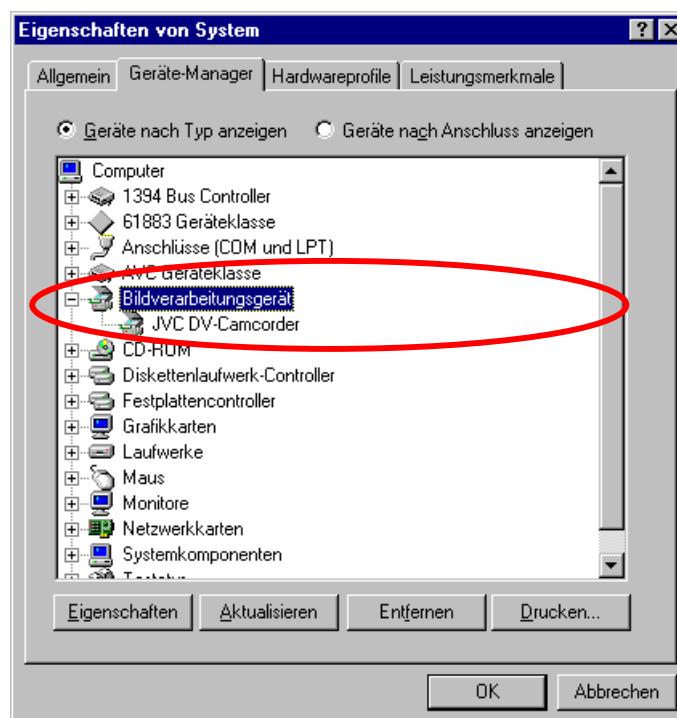 Eigenschaften von System
Allgemein Geräte-Manager Hardwareprofile Leistungsmerkmale
Geräte nach Typ anzeigen Geräte nach Anschluss anzeigen
Computer
1394 Bus Controller
61883 Geräteklasse
Anschlüsse (COM und LPT)
AVC Geräteklasse
Bildverarbeitungsgerät
JVC DV-Camcorder
CD-ROM
Diskettenlaufwerk-Controller
Festplattencontroller
Grafikkarten
Laufwerke
Maus
Monitore
Netzwerkkarten
Systemkomponenten
Eigenschaften Aktualisieren Entfernen Drucken...
OK Abbrechen